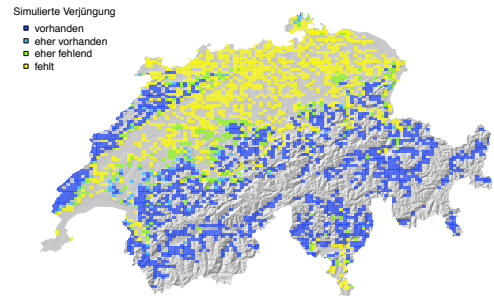 Simulierte Verjüngung
vorhanden
eher vorhanden
eher fehlend
fehlt